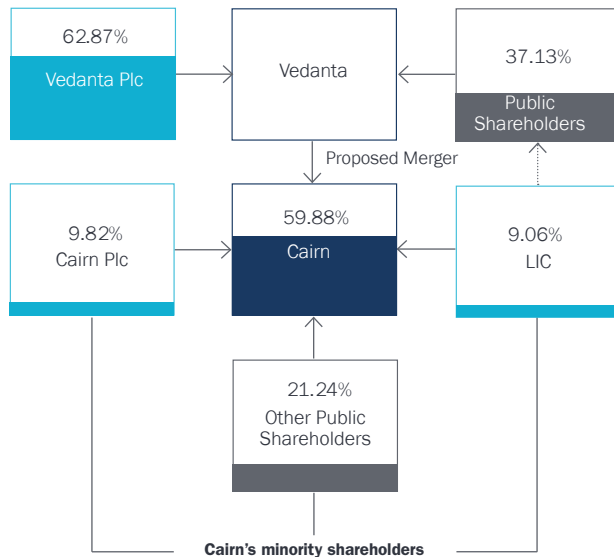 62.87%
Vedanta Plc
Vedanta
37.13%
Public
Shareholders
Proposed Merger
9.82%
Cairn Plc
59.88%
Cairn
9.06%
LIC
21.24%
Other Public
Shareholders
Cairn's minority shareholders